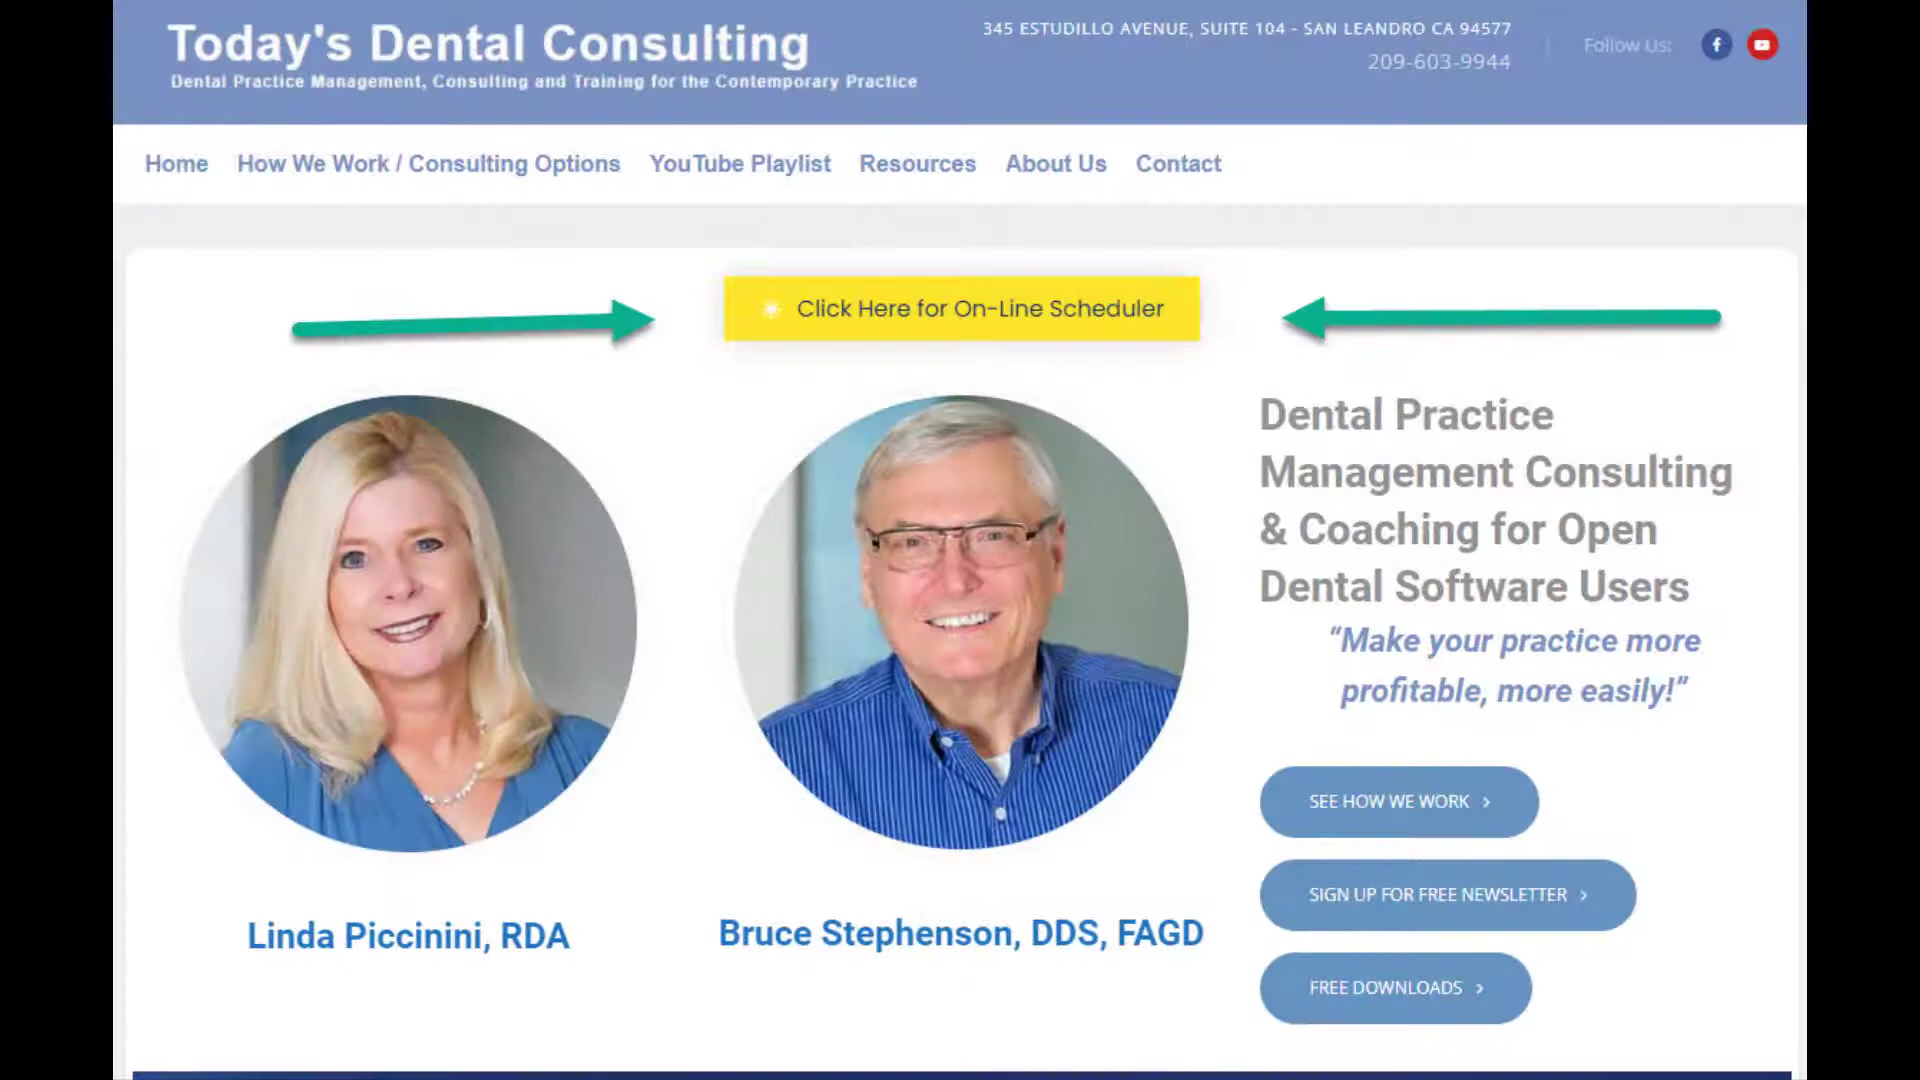 Today's Dental Consulting
Dental Practice Management, Consulting and Training for the Contemporary Practice
345 ESTUDILLO AVENUE, SUITE 104 - SAN LEANDRO CA 94577
209-603-9944
Follow Us:
Home How We Work / Consulting Options YouTube Playlist Resources About Us Contact
Click Here for On-Line Scheduler
Dental Practice
Management Consulting
& Coaching for Open
Dental Software Users
“Make your practice more
profitable, more easily!”
SEE HOW WE WORK
SIGN UP FOR FREE NEWSLETTER
FREE DOWNLOADS
Linda Piccinini, RDA
Bruce Stephenson, DDS, FAGD